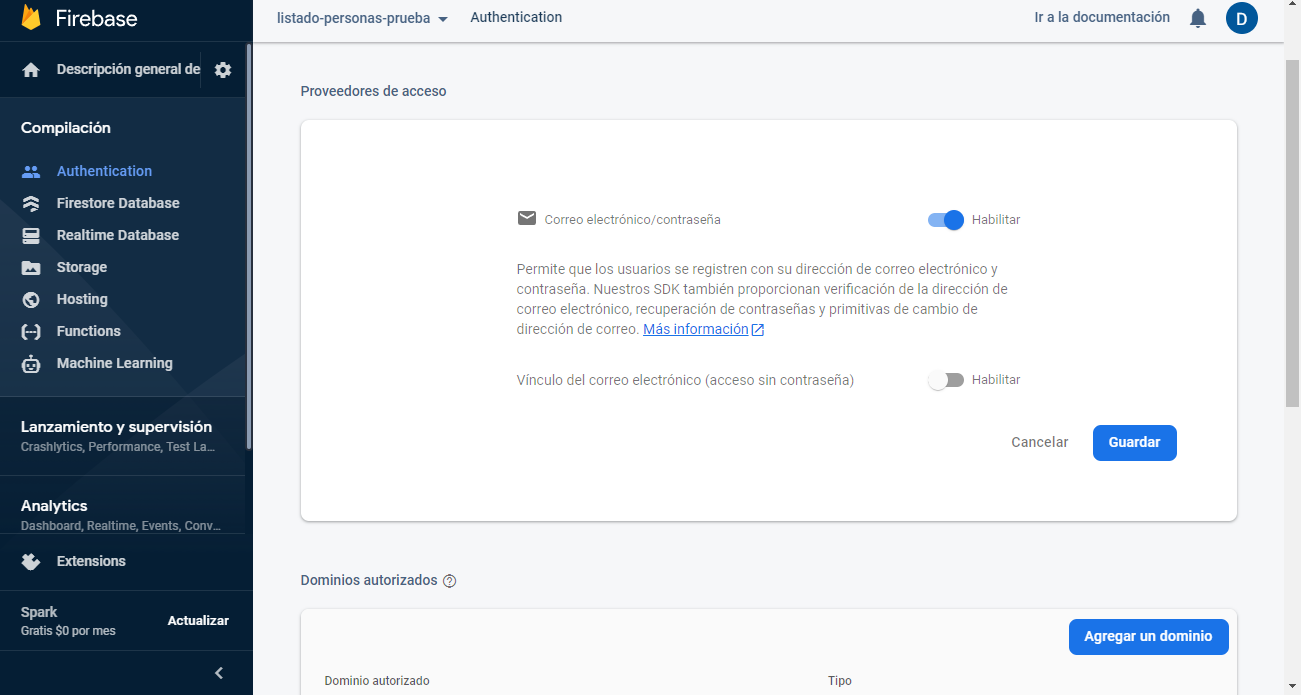 Firebase
listado-personas-prueba
Authentication
Ir a la documentación
D
Descripción general de
Compilación
Authentication
Firestore Database
Realtime Database
Storage
Hosting
Functions
Machine Learning
Lanzamiento y supervisión
Crashlytics, Performance, Test La...
Analytics
Dashboard, Realtime, Events, Conv...
Extensions
Spark
Gratis $0 por mes
Actualizar
Proveedores de acceso
Correo electrónico/contraseña
Habilitar
Permite que los usuarios se registren con su dirección de correo electrónico y
contraseña. Nuestros SDK también proporcionan verificación de la dirección de
correo electrónico, recuperación de contraseñas y primitivas de cambio de
dirección de correo. Más información
Vínculo del correo electrónico (acceso sin contraseña)
Habilitar
Cancelar
Guardar
Dominios autorizados
Agregar un dominio
Dominio autorizado
Tipo